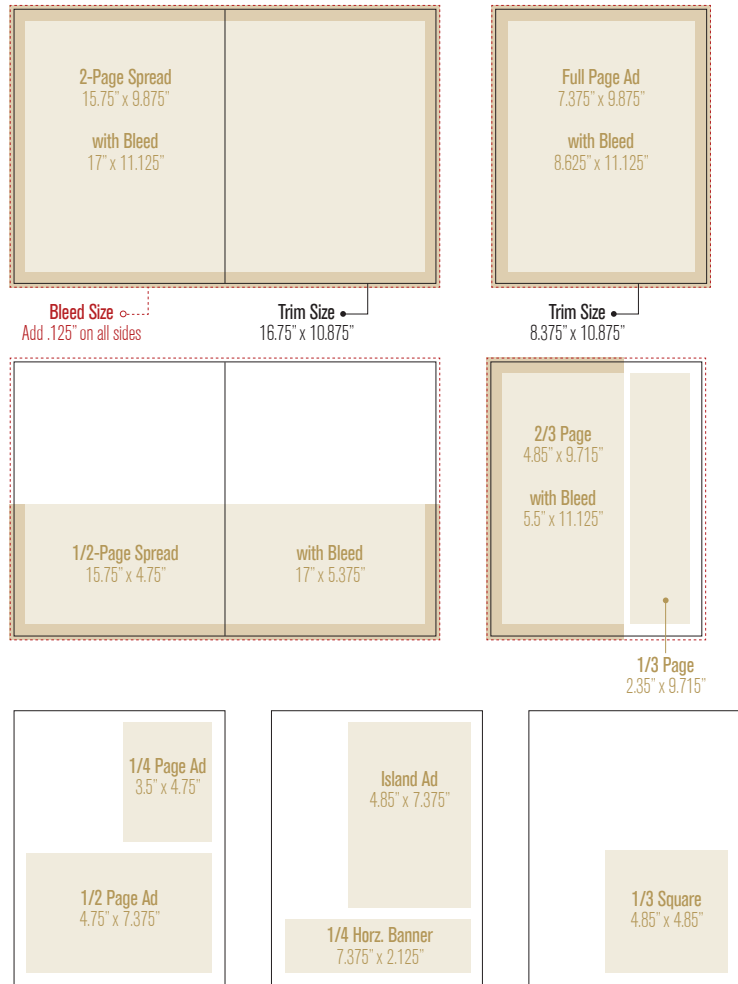 2-Page Spread
15.75" x 9.875"
with Bleed
17" x 11.125"
Full Page Ad
7.375" x 9.875"
with Bleed
8.625" x 11.125"
Bleed Size
Add .125" on all sides
Trim Size
16.75" x 10.875"
Trim Size
8.375" x 10.875"
1/2-Page Spread
15.75" x 4.75"
with Bleed
17" x 5.375"
2/3 Page
4.85" x 9.715"
with Bleed
5.5" x 11.125"
1/3 Page
2.35" x 9.715"
1/4 Page Ad
3.5" x 4.75"
1/2 Page Ad
4.75" x 7.375"
Island Ad
4.85" x 7.375"
1/4 Horz. Banner
7.375" x 2.125"
1/3 Square
4.85" x 4.85"